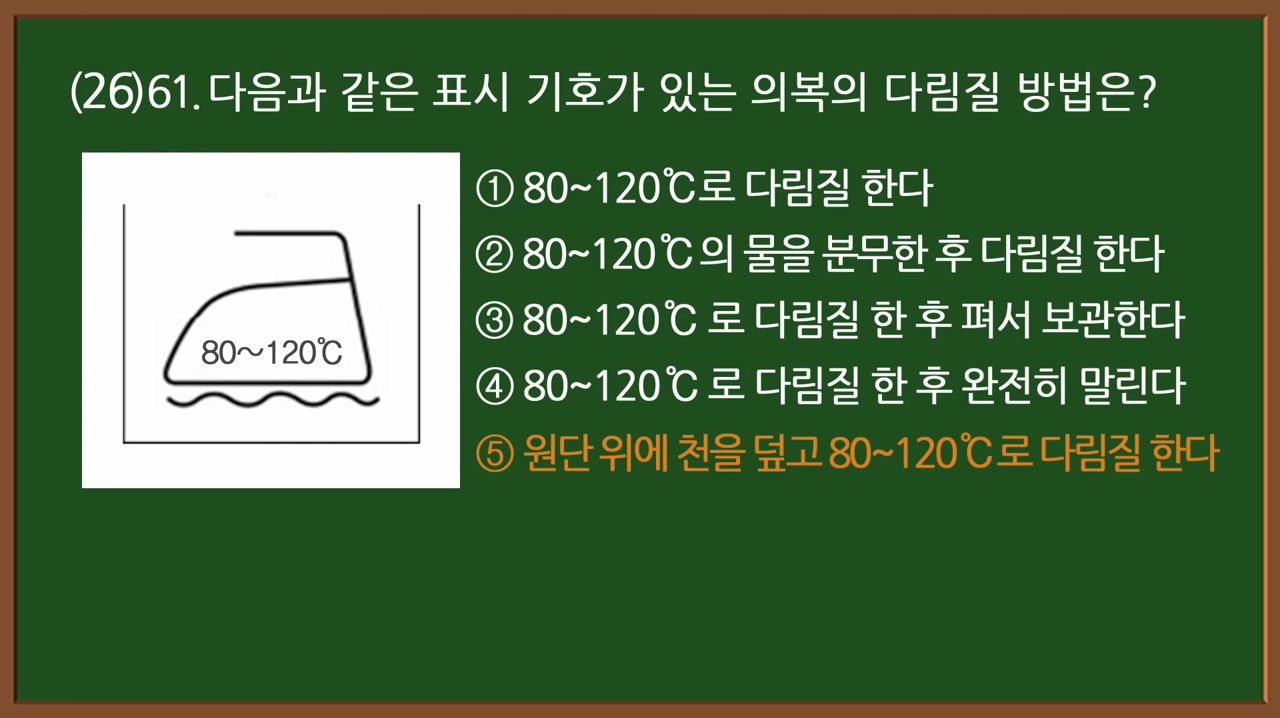 (26)61. 다음과 같은 표시 기호가 있는 의복의 다림질 방법은?
80～120℃
① 80~120℃로 다림질 한다
② 80~120℃의 물을 분무한 후 다림질 한다
③ 80~120℃ 로 다림질 한 후 펴서 보관한다
④ 80~120℃ 로 다림질 한 후 완전히 말린다
⑤ 원단 위에 천을 덮고 80~120℃로 다림질 한다